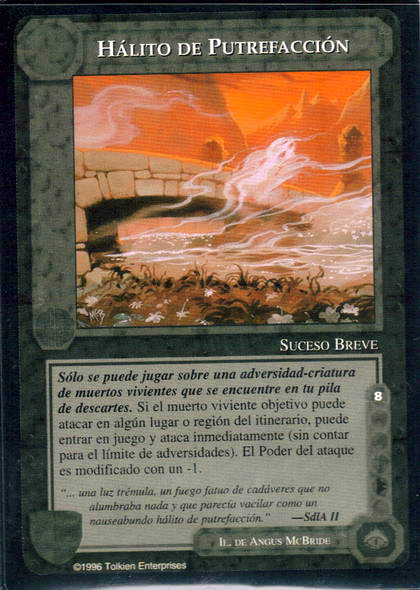 HÁLITO DE PUTREFACCIÓN
McB
SUCESO BREVE
Sólo se puede jugar sobre una adversidad-criatura
de muertos vivientes que se encuentre en tu pila
de descartes. Si el muerto viviente objetivo puede
atacar en algún lugar o región del itinerario, puede
entrar en juego y ataca inmediatamente (sin contar
para el límite de adversidades). El Poder del ataque
es modificado con un -1.
8
“... una luz trémula, un fuego fatuo de cadáveres que no
alumbraba nada y que parecía vacilar como un
nauseabundo hálito de putrefacción.” —SdlA II
IL. DE ANGUS MCBRIDE
©1996 Tolkien Enterprises